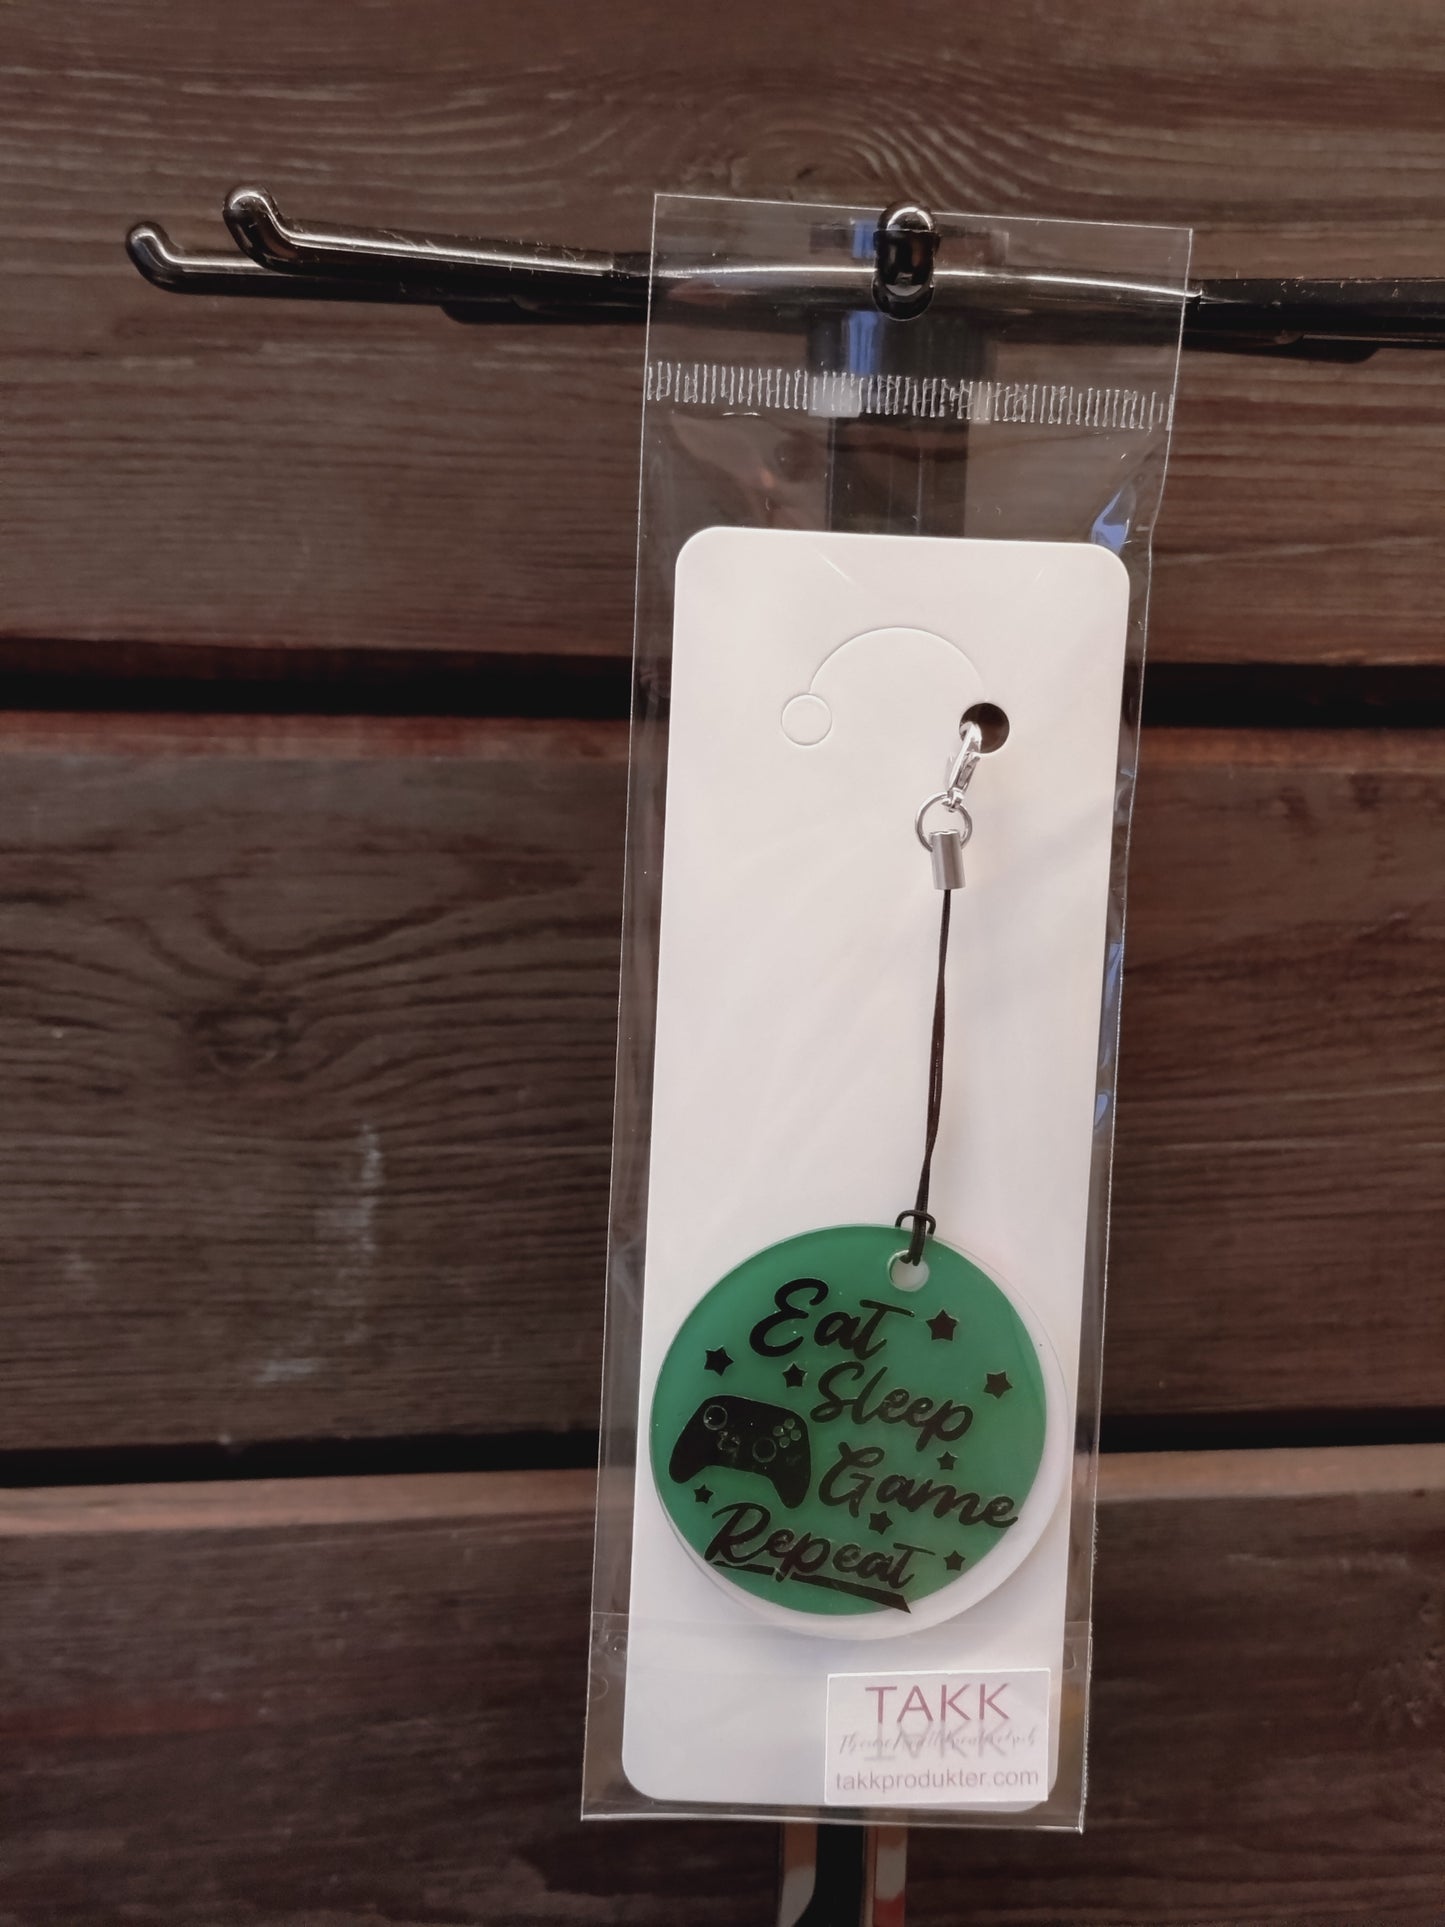 Eat
Sleep
Game
Repeat
TAKK
takkprodukter.com